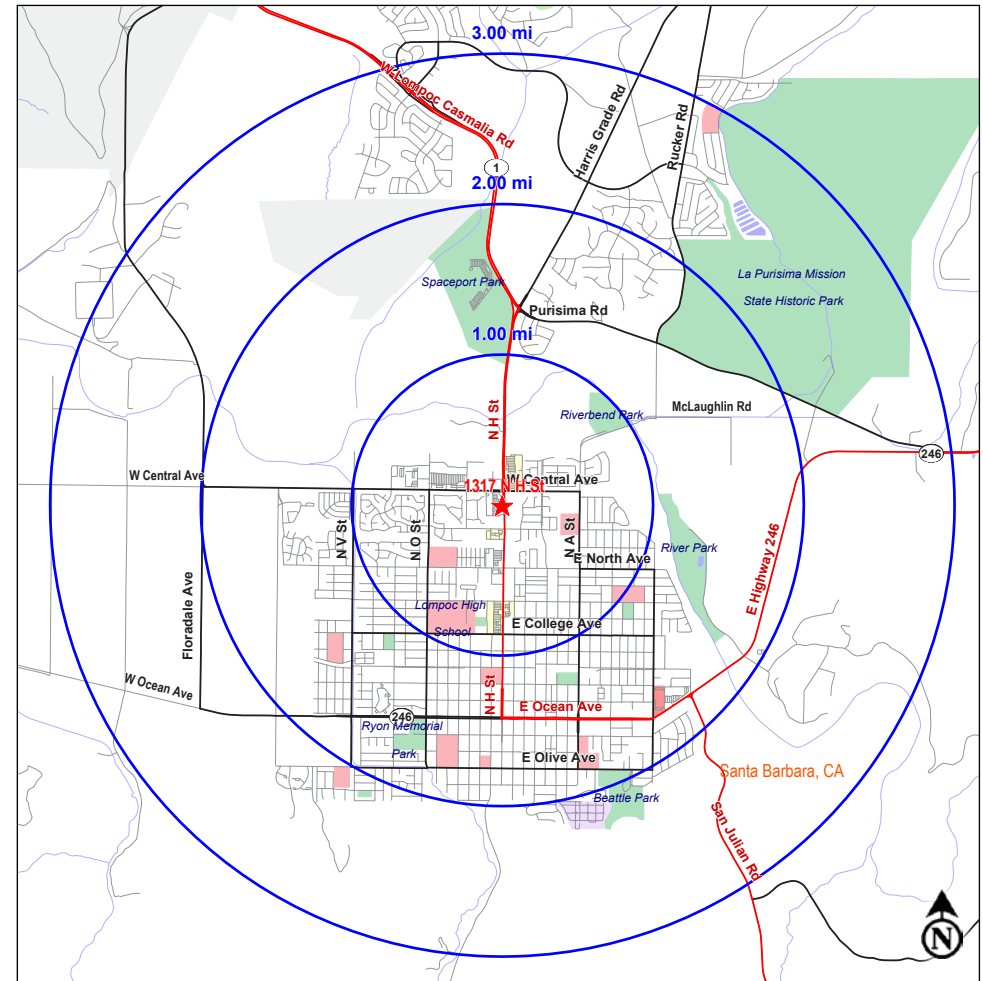 3.00 mi
W Lompoc Casmalia Rd
Harris Grade Rd
Rucker Rd
1
2.00 mi
La Purisima Mission
State Historic Park
Spaceport Park
Purisima Rd
1.00 mi
N H St
Riverbend Park
McLaughlin Rd
246
W Central Ave
W Central Ave
1317 N H St
N V St
N O St
N A St
E North Ave
River Park
E Highway 246
Floradale Ave
Lompoc High
School
E College Ave
W Ocean Ave
N H St
E Ocean Ave
246
Ryon Memorial
Park
E Olive Ave
Santa Barbara, CA
Beattle Park
San Julian Rd
N